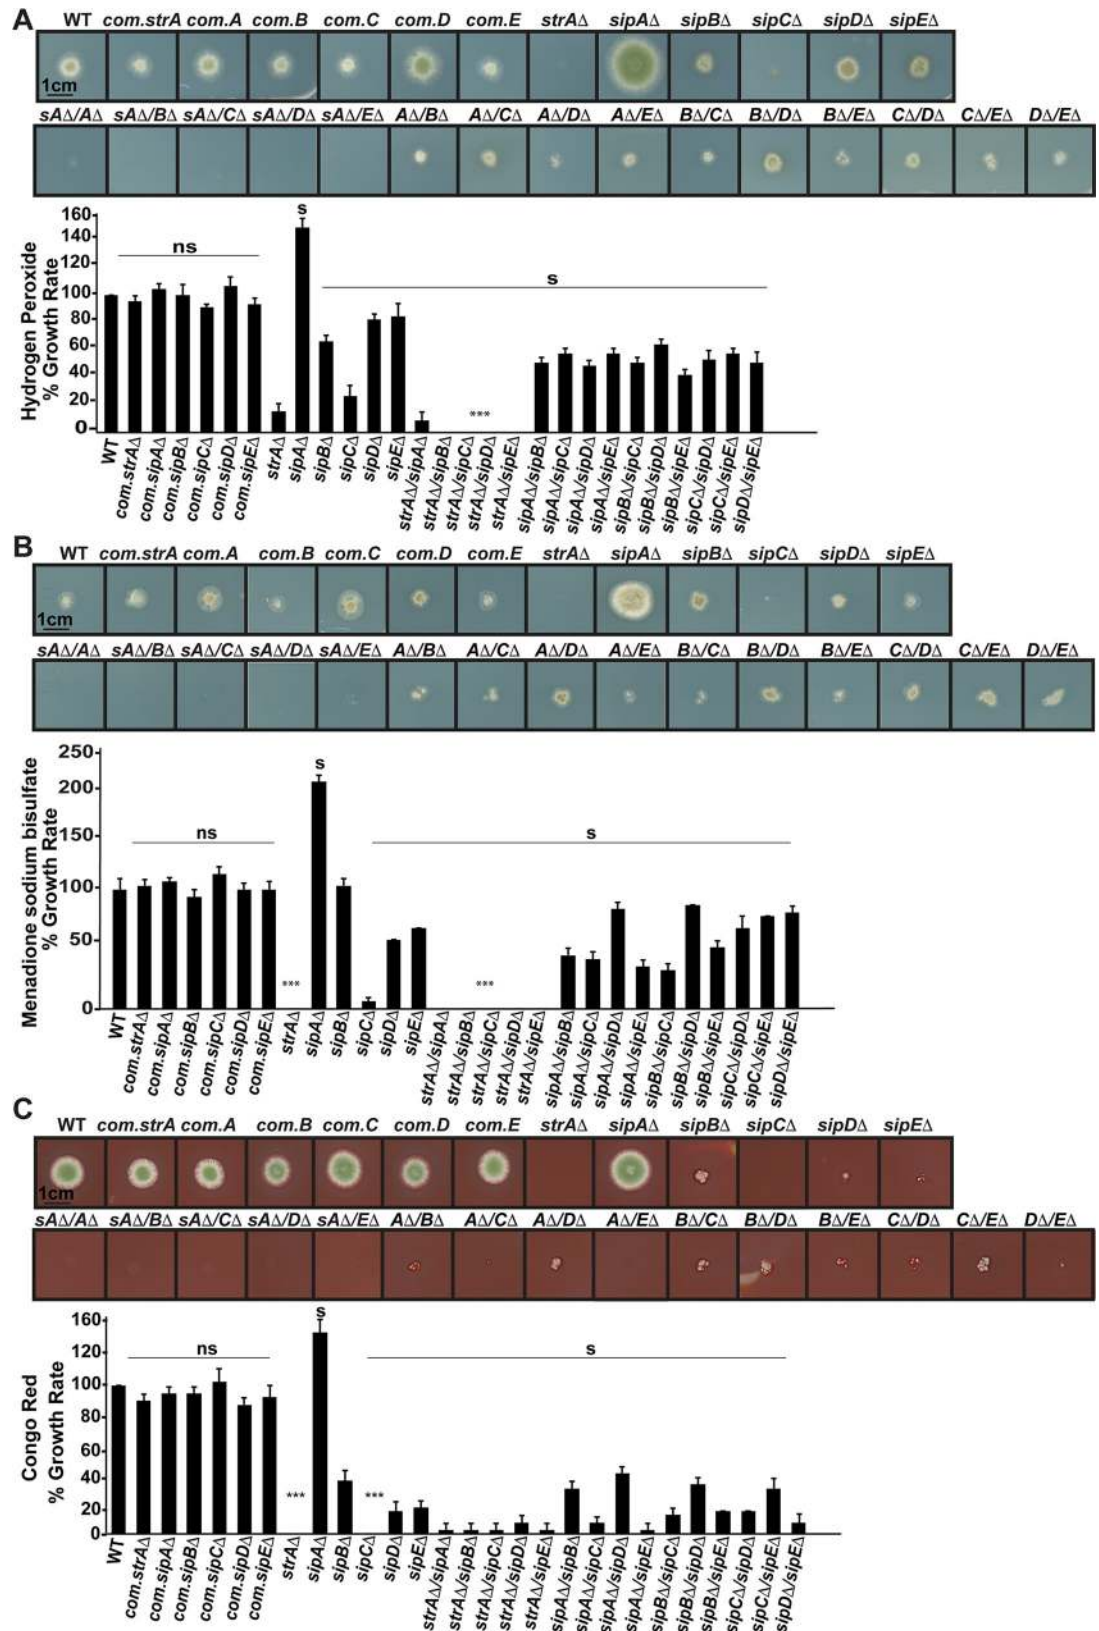 A
WT com.strA com.A com.B com.C com.D com.E strAΔ sipAΔ sipBΔ sipCΔ sipDΔ sipEΔ
1cm
sAΔ/AΔ sAΔ/BΔ sAΔ/CΔ sAΔ/DΔ sAΔ/EΔ AΔ/BΔ AΔ/CΔ AΔ/DΔ AΔ/EΔ BΔ/CΔ BΔ/DΔ BΔ/EΔ CΔ/DΔ CΔ/EΔ DΔ/EΔ
Hydrogen Peroxide
% Growth Rate
160
140
120
100
80
60
40
20
0
ns
s
s
***
WT
com.strAΔ
com.sipAΔ
com.sipBΔ
com.sipCΔ
com.sipDΔ
com.sipEΔ
strAΔ
sipAΔ
sipBΔ
sipCΔ
sipDΔ
sipEΔ
strAΔ/sipAΔ
strAΔ/sipBΔ
strAΔ/sipCΔ
strAΔ/sipDΔ
strAΔ/sipEΔ
sipAΔ/sipBΔ
sipAΔ/sipCΔ
sipAΔ/sipDΔ
sipAΔ/sipEΔ
sipBΔ/sipCΔ
sipBΔ/sipDΔ
sipBΔ/sipEΔ
sipCΔ/sipDΔ
sipCΔ/sipEΔ
sipDΔ/sipEΔ
B
WT com.strA com.A com.B com.C com.D com.E strAΔ sipAΔ sipBΔ sipCΔ sipDΔ sipEΔ
1cm
sAΔ/AΔ sAΔ/BΔ sAΔ/CΔ sAΔ/DΔ sAΔ/EΔ AΔ/BΔ AΔ/CΔ AΔ/DΔ AΔ/EΔ BΔ/CΔ BΔ/DΔ BΔ/EΔ CΔ/DΔ CΔ/EΔ DΔ/EΔ
Menadione sodium bisulfate
% Growth Rate
250
200
150
100
50
0
ns
***
s
***
s
WT
com.strAΔ
com.sipAΔ
com.sipBΔ
com.sipCΔ
com.sipDΔ
com.sipEΔ
strAΔ
sipAΔ
sipBΔ
sipCΔ
sipDΔ
sipEΔ
strAΔ/sipAΔ
strAΔ/sipBΔ
strAΔ/sipCΔ
strAΔ/sipDΔ
strAΔ/sipEΔ
sipAΔ/sipBΔ
sipAΔ/sipCΔ
sipAΔ/sipDΔ
sipAΔ/sipEΔ
sipBΔ/sipCΔ
sipBΔ/sipDΔ
sipBΔ/sipEΔ
sipCΔ/sipDΔ
sipCΔ/sipEΔ
sipDΔ/sipEΔ
C
WT com.strA com.A com.B com.C com.D com.E strAΔ sipAΔ sipBΔ sipCΔ sipDΔ sipEΔ
1cm
sAΔ/AΔ sAΔ/BΔ sAΔ/CΔ sAΔ/DΔ sAΔ/EΔ AΔ/BΔ AΔ/CΔ AΔ/DΔ AΔ/EΔ BΔ/CΔ BΔ/DΔ BΔ/EΔ CΔ/DΔ CΔ/EΔ DΔ/EΔ
Congo Red
% Growth Rate
160
120
100
80
60
40
20
0
ns
***
s
***
s
WT
com.strAΔ
com.sipAΔ
com.sipBΔ
com.sipCΔ
com.sipDΔ
com.sipEΔ
strAΔ
sipAΔ
sipBΔ
sipCΔ
sipDΔ
sipEΔ
strAΔ/sipAΔ
strAΔ/sipBΔ
strAΔ/sipCΔ
strAΔ/sipDΔ
strAΔ/sipEΔ
sipAΔ/sipBΔ
sipAΔ/sipCΔ
sipAΔ/sipDΔ
sipAΔ/sipEΔ
sipBΔ/sipCΔ
sipBΔ/sipDΔ
sipBΔ/sipEΔ
sipCΔ/sipDΔ
sipCΔ/sipEΔ
sipDΔ/sipEΔ